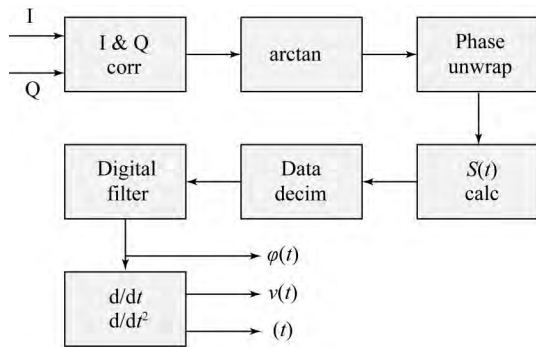 I
Q
I & Q
corr
arctan
Phase
unwrap
S(t)
calc
Data
decim
Digital
filter
φ(t)
d/dt
d/dt²
v(t)
(t)